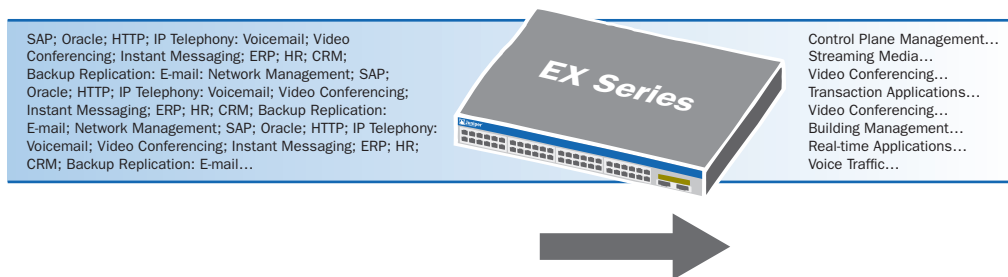 SAP; Oracle; HTTP; IP Telephony: Voicemail; Video
Conferencing; Instant Messaging; ERP; HR; CRM;
Backup Replication: E-mail: Network Management; SAP;
Oracle; HTTP; IP Telephony: Voicemail; Video Conferencing;
Instant Messaging; ERP; HR; CRM; Backup Replication:
E-mail; Network Management; SAP; Oracle; HTTP; IP Telephony:
Voicemail; Video Conferencing; Instant Messaging; ERP; HR;
CRM; Backup Replication: E-mail…
EX Series
Juniper
Control Plane Management…
Streaming Media…
Video Conferencing…
Transaction Applications…
Video Conferencing…
Building Management…
Real-time Applications…
Voice Traffic…